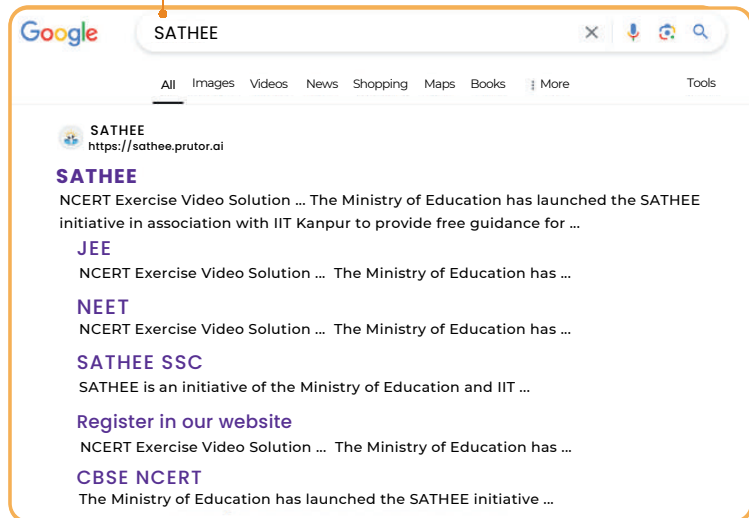 Google
SATHEE
All Images Videos News Shopping Maps Books More Tools
SATHEE
https://sathee.prutor.ai
SATHEE
NCERT Exercise Video Solution ... The Ministry of Education has launched the SATHEE
initiative in association with IIT Kanpur to provide free guidance for ...
JEE
NCERT Exercise Video Solution ... The Ministry of Education has ...
NEET
NCERT Exercise Video Solution ... The Ministry of Education has ...
SATHEE SSC
SATHEE is an initiative of the Ministry of Education and IIT ...
Register in our website
NCERT Exercise Video Solution ... The Ministry of Education has ...
CBSE NCERT
The Ministry of Education has launched the SATHEE initiative ...